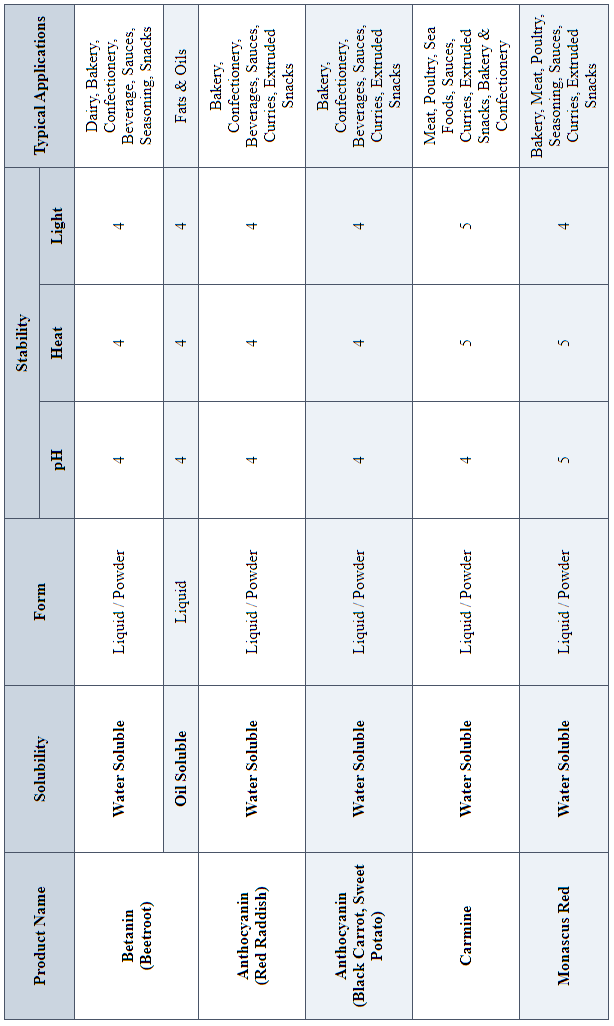 Product Name
Solubility
Form
Stability
Typical Applications
pH
Heat
Light
Betanin
(Beetroot)
Water Soluble
Liquid / Powder
4
4
4
Dairy, Bakery,
Confectionery,
Beverage, Sauces,
Seasoning, Snacks
Oil Soluble
Liquid
4
4
4
Fats & Oils
Anthocyanin
(Red Raddish)
Water Soluble
Liquid / Powder
4
4
4
Bakery,
Confectionery,
Beverages, Sauces,
Curries, Extruded
Snacks
Anthocyanin
(Black Carrot, Sweet
Potato)
Water Soluble
Liquid / Powder
4
4
4
Bakery,
Confectionery,
Beverages, Sauces,
Curries, Extruded
Snacks
Carmine
Water Soluble
Liquid / Powder
4
5
5
Meat, Poultry, Sea
Foods, Sauces,
Curries, Extruded
Snacks, Bakery &
Confectionery
Monascus Red
Water Soluble
Liquid / Powder
5
5
4
Bakery, Meat, Poultry,
Seasoning, Sauces,
Curries, Extruded
Snacks